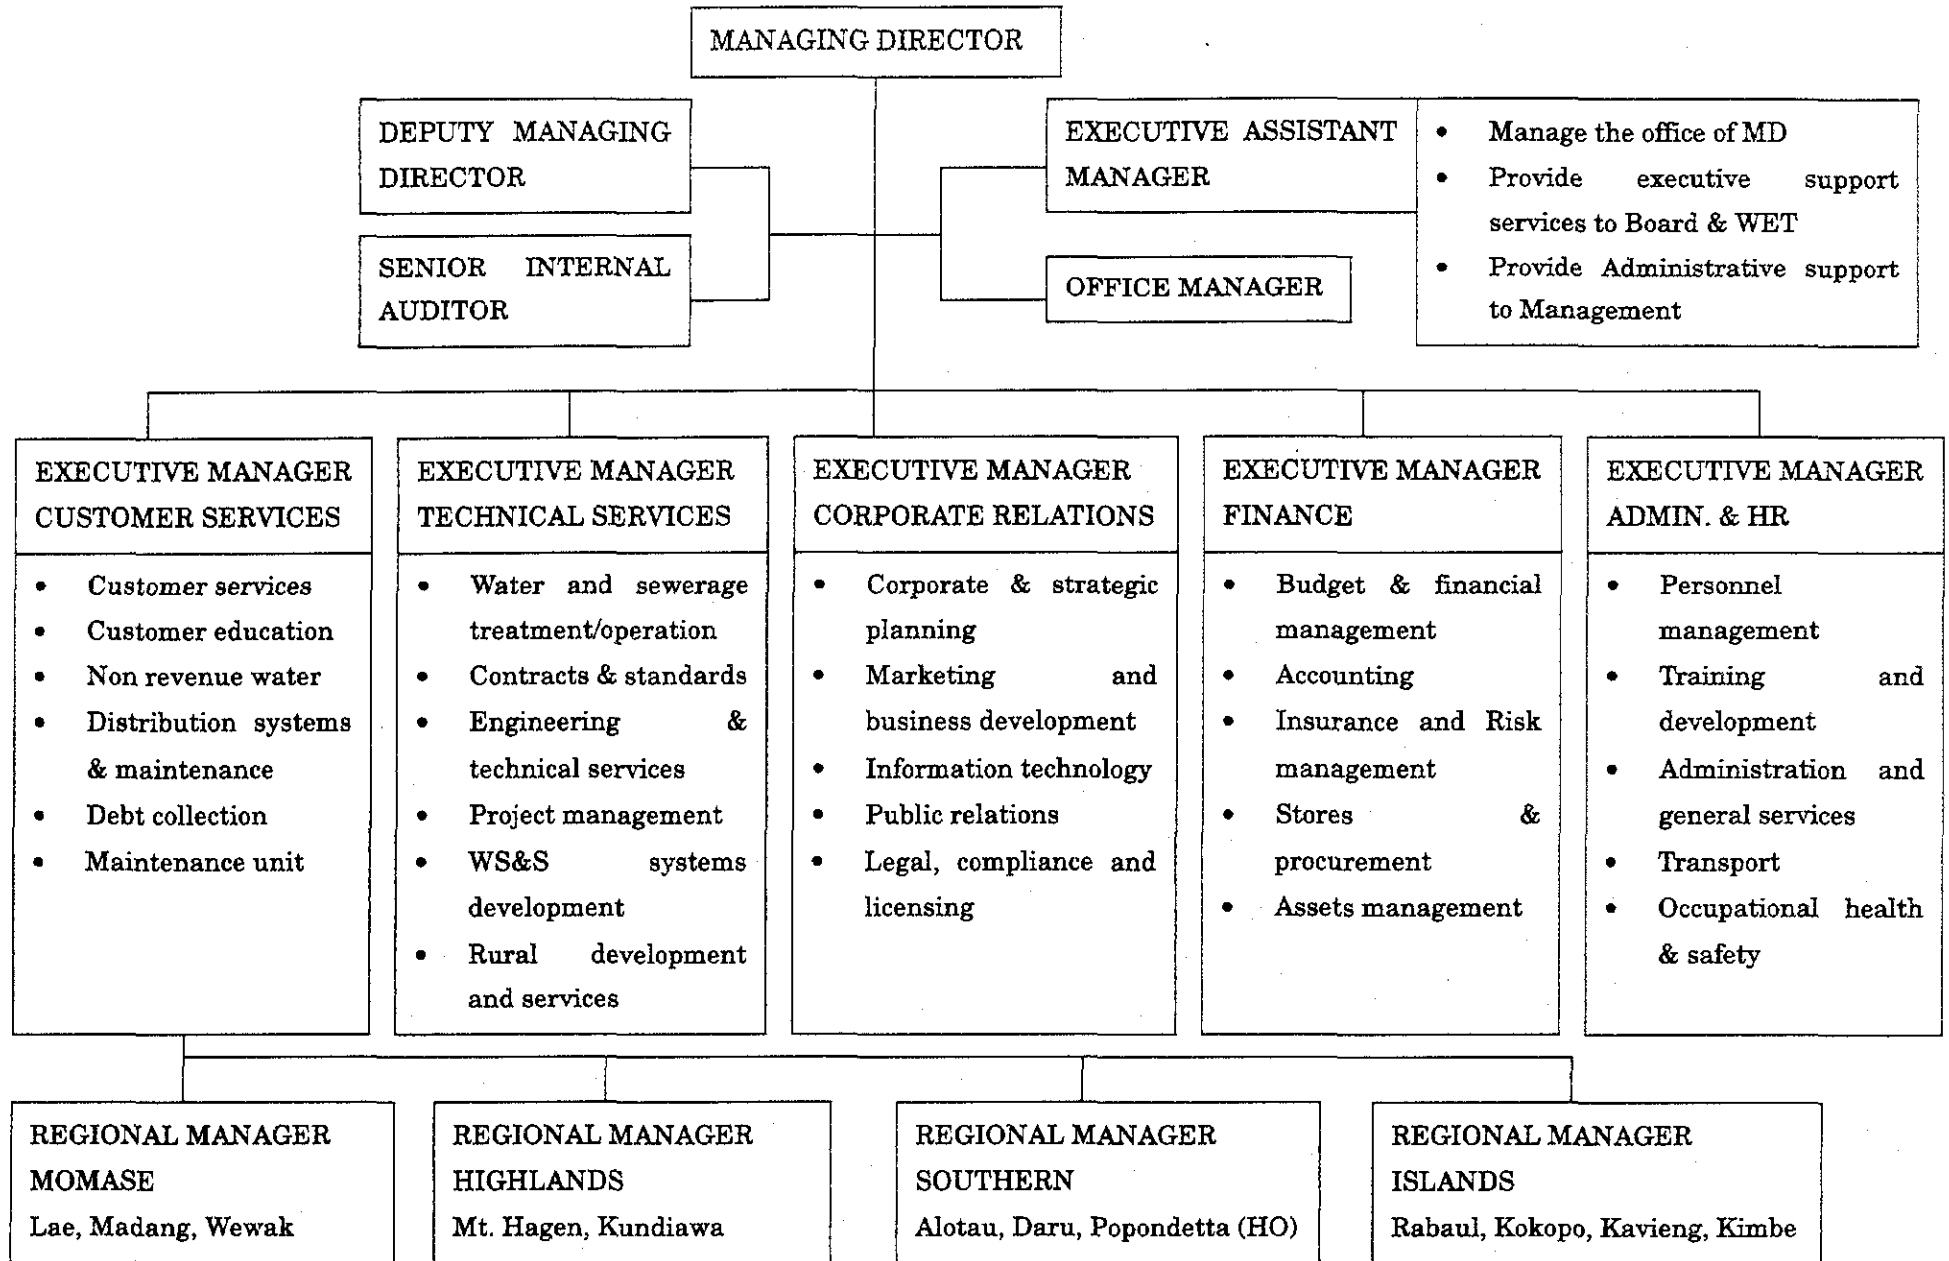 MANAGING DIRECTOR
DEPUTY MANAGING
DIRECTOR
SENIOR INTERNAL
AUDITOR
EXECUTIVE ASSISTANT
MANAGER
OFFICE MANAGER
• Manage the office of MD
• Provide executive support
services to Board & WET
• Provide Administrative support
to Management
EXECUTIVE MANAGER
CUSTOMER SERVICES
• Customer services
• Customer education
• Non revenue water
• Distribution systems
& maintenance
• Debt collection
• Maintenance unit
EXECUTIVE MANAGER
TECHNICAL SERVICES
• Water and sewerage
treatment/operation
• Contracts & standards
• Engineering &
technical services
• Project management
• WS&S systems
development
• Rural development
and services
EXECUTIVE MANAGER
CORPORATE RELATIONS
• Corporate & strategic
planning
• Marketing and
business development
• Information technology
• Public relations
• Legal, compliance and
licensing
EXECUTIVE MANAGER
FINANCE
• Budget & financial
management
• Accounting
• Insurance and Risk
management
• Stores &
procurement
• Assets management
EXECUTIVE MANAGER
ADMIN. & HR
• Personnel
management
• Training and
development
• Administration and
general services
• Transport
• Occupational health
& safety
REGIONAL MANAGER
MOMASE
Lae, Madang, Wewak
REGIONAL MANAGER
HIGHLANDS
Mt. Hagen, Kundiawa
REGIONAL MANAGER
SOUTHERN
Alotau, Daru, Popondetta (HO)
REGIONAL MANAGER
ISLANDS
Rabaul, Kokopo, Kavieng, Kimbe